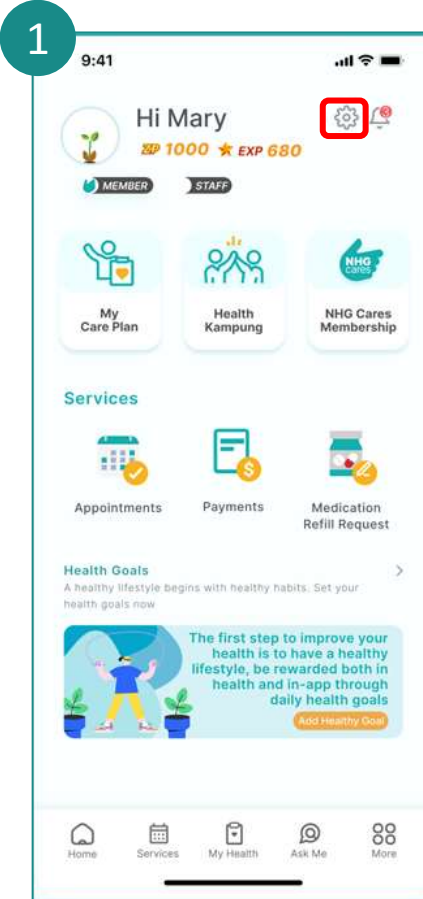 1
9:41
Hi Mary
3
ZP 1000 EXP 680
MEMBER STAFF
NHG
cares
My
Care Plan
Health
Kampung
NHG Cares
Membership
Services
$
Appointments
Payments
Medication
Refill Request
Health Goals >
A healthy lifestyle begins with healthy habits. Set your
health goals now
The first step to improve your
health is to have a healthy
lifestyle, be rewarded both in
health and in-app through
daily health goals
Add Healthy Goal
Home Services My Health Ask Me More